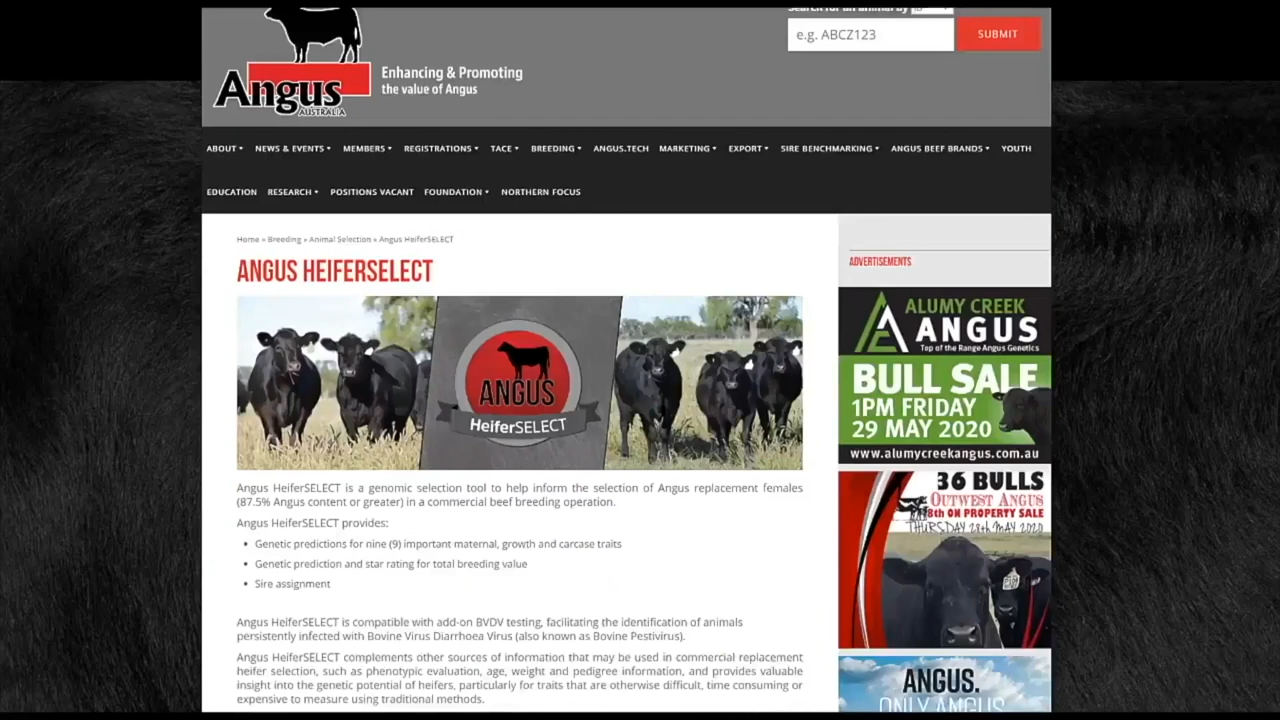 e.g. ABCZ123
SUBMIT
Angus
AUSTRALIA
Enhancing & Promoting
the value of Angus
ABOUT NEWS & EVENTS MEMBERS REGISTRATIONS TACE BREEDING ANGUS.TECH MARKETING EXPORT SIRE BENCHMARKING ANGUS BEEF BRANDS YOUTH
EDUCATION RESEARCH POSITIONS VACANT FOUNDATION NORTHERN FOCUS
Home » Breeding » Animal Selection » Angus HeiferSELECT
ANGUS HEIFERSELECT
ANGUS
HeiferSELECT
Angus HeiferSELECT is a genomic selection tool to help inform the selection of Angus replacement females
(87.5% Angus content or greater) in a commercial beef breeding operation.
Angus HeiferSELECT provides:
• Genetic predictions for nine (9) important maternal, growth and carcase traits
• Genetic prediction and star rating for total breeding value
• Sire assignment
Angus HeiferSELECT is compatible with add-on BVDV testing, facilitating the identification of animals
persistently infected with Bovine Virus Diarrhoea Virus (also known as Bovine Pestivirus).
Angus HeiferSELECT complements other sources of information that may be used in commercial replacement
heifer selection, such as phenotypic evaluation, age, weight and pedigree information, and provides valuable
insight into the genetic potential of heifers, particularly for traits that are otherwise difficult, time consuming or
expensive to measure using traditional methods.
ADVERTISEMENTS
ALUMY CREEK
ANGUS
Top of the Range Angus Genetics
BULL SALE
1PM FRIDAY
29 MAY 2020
www.alumycreekangus.com.au
36 BULLS
OUTWEST ANGUS
8th ON PROPERTY SALE
THURSDAY 28th MAY 2020
ANGUS.
ONLY ANGUS